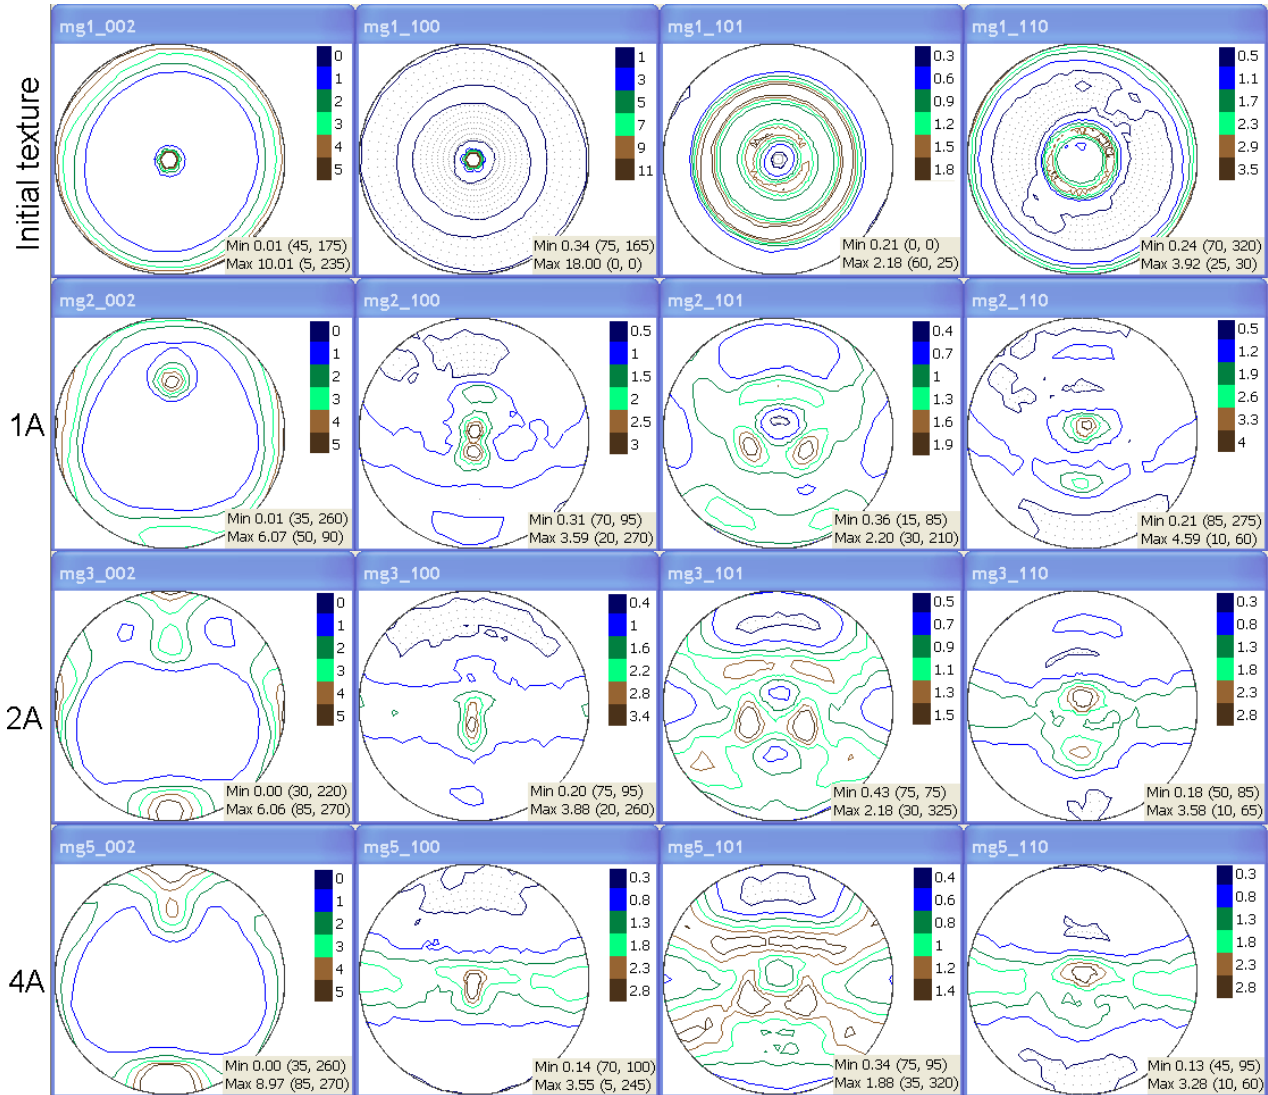 Initial texture
mg1_002
0
1
2
3
4
5
Min 0.01 (45, 175)
Max 10.01 (5, 235)
mg1_100
1
3
5
7
9
11
Min 0.34 (75, 165)
Max 18.00 (0, 0)
mg1_101
0.3
0.6
0.9
1.2
1.5
1.8
Min 0.21 (0, 0)
Max 2.18 (60, 25)
mg1_110
0.5
1.1
1.7
2.3
2.9
3.5
Min 0.24 (70, 320)
Max 3.92 (25, 30)
1A
mg2_002
0
1
2
3
4
5
Min 0.01 (35, 260)
Max 6.07 (50, 90)
mg2_100
0.5
1
1.5
2
2.5
3
Min 0.31 (70, 95)
Max 3.59 (20, 270)
mg2_101
0.4
0.7
1
1.3
1.6
1.9
Min 0.36 (15, 85)
Max 2.20 (30, 210)
mg2_110
0.5
1.2
1.9
2.6
3.3
4
Min 0.21 (85, 275)
Max 4.59 (10, 60)
2A
mg3_002
0
1
2
3
4
5
Min 0.00 (30, 220)
Max 6.06 (85, 270)
mg3_100
0.4
1
1.6
2.2
2.8
3.4
Min 0.20 (75, 95)
Max 3.88 (20, 260)
mg3_101
0.5
0.7
0.9
1.1
1.3
1.5
Min 0.43 (75, 75)
Max 2.18 (30, 325)
mg3_110
0.3
0.8
1.3
1.8
2.3
2.8
Min 0.18 (50, 85)
Max 3.58 (10, 65)
4A
mg5_002
0
1
2
3
4
5
Min 0.00 (35, 260)
Max 8.97 (85, 270)
mg5_100
0.3
0.8
1.3
1.8
2.3
2.8
Min 0.14 (70, 100)
Max 3.55 (5, 245)
mg5_101
0.4
0.6
0.8
1
1.2
1.4
Min 0.34 (75, 95)
Max 1.88 (35, 320)
mg5_110
0.3
0.8
1.3
1.8
2.3
2.8
Min 0.13 (45, 95)
Max 3.28 (10, 60)